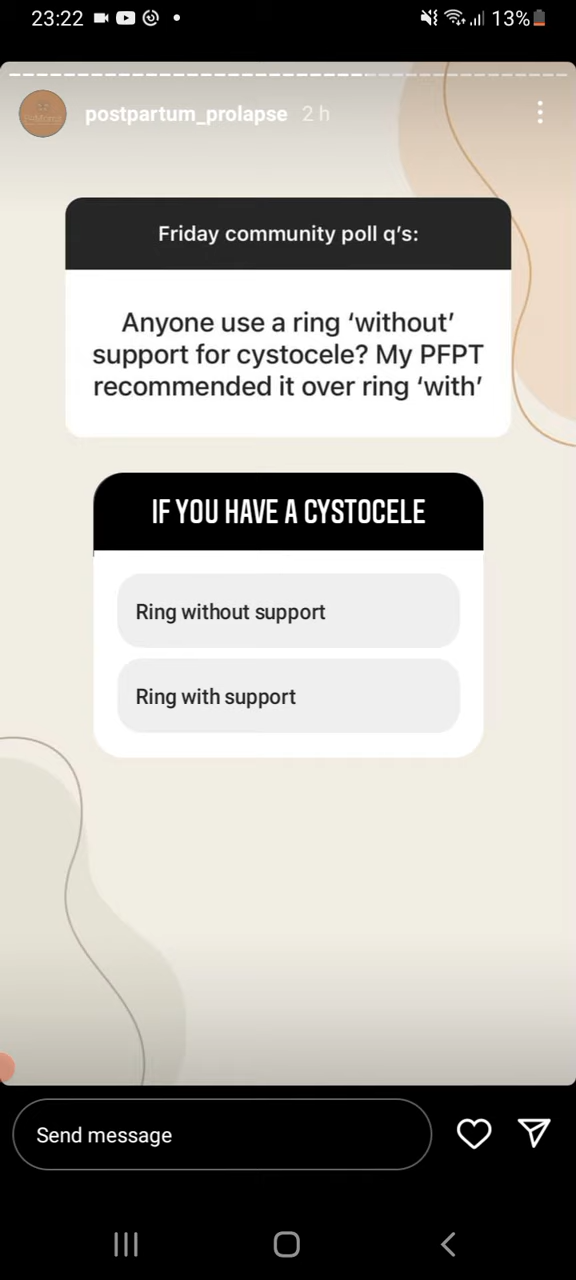 23:22
13%
postpartum_prolapse 2 h
Friday community poll q's:
Anyone use a ring ‘without’
support for cystocele? My PFPT
recommended it over ring ‘with’
IF YOU HAVE A CYSTOCELE
Ring without support
Ring with support
Send message